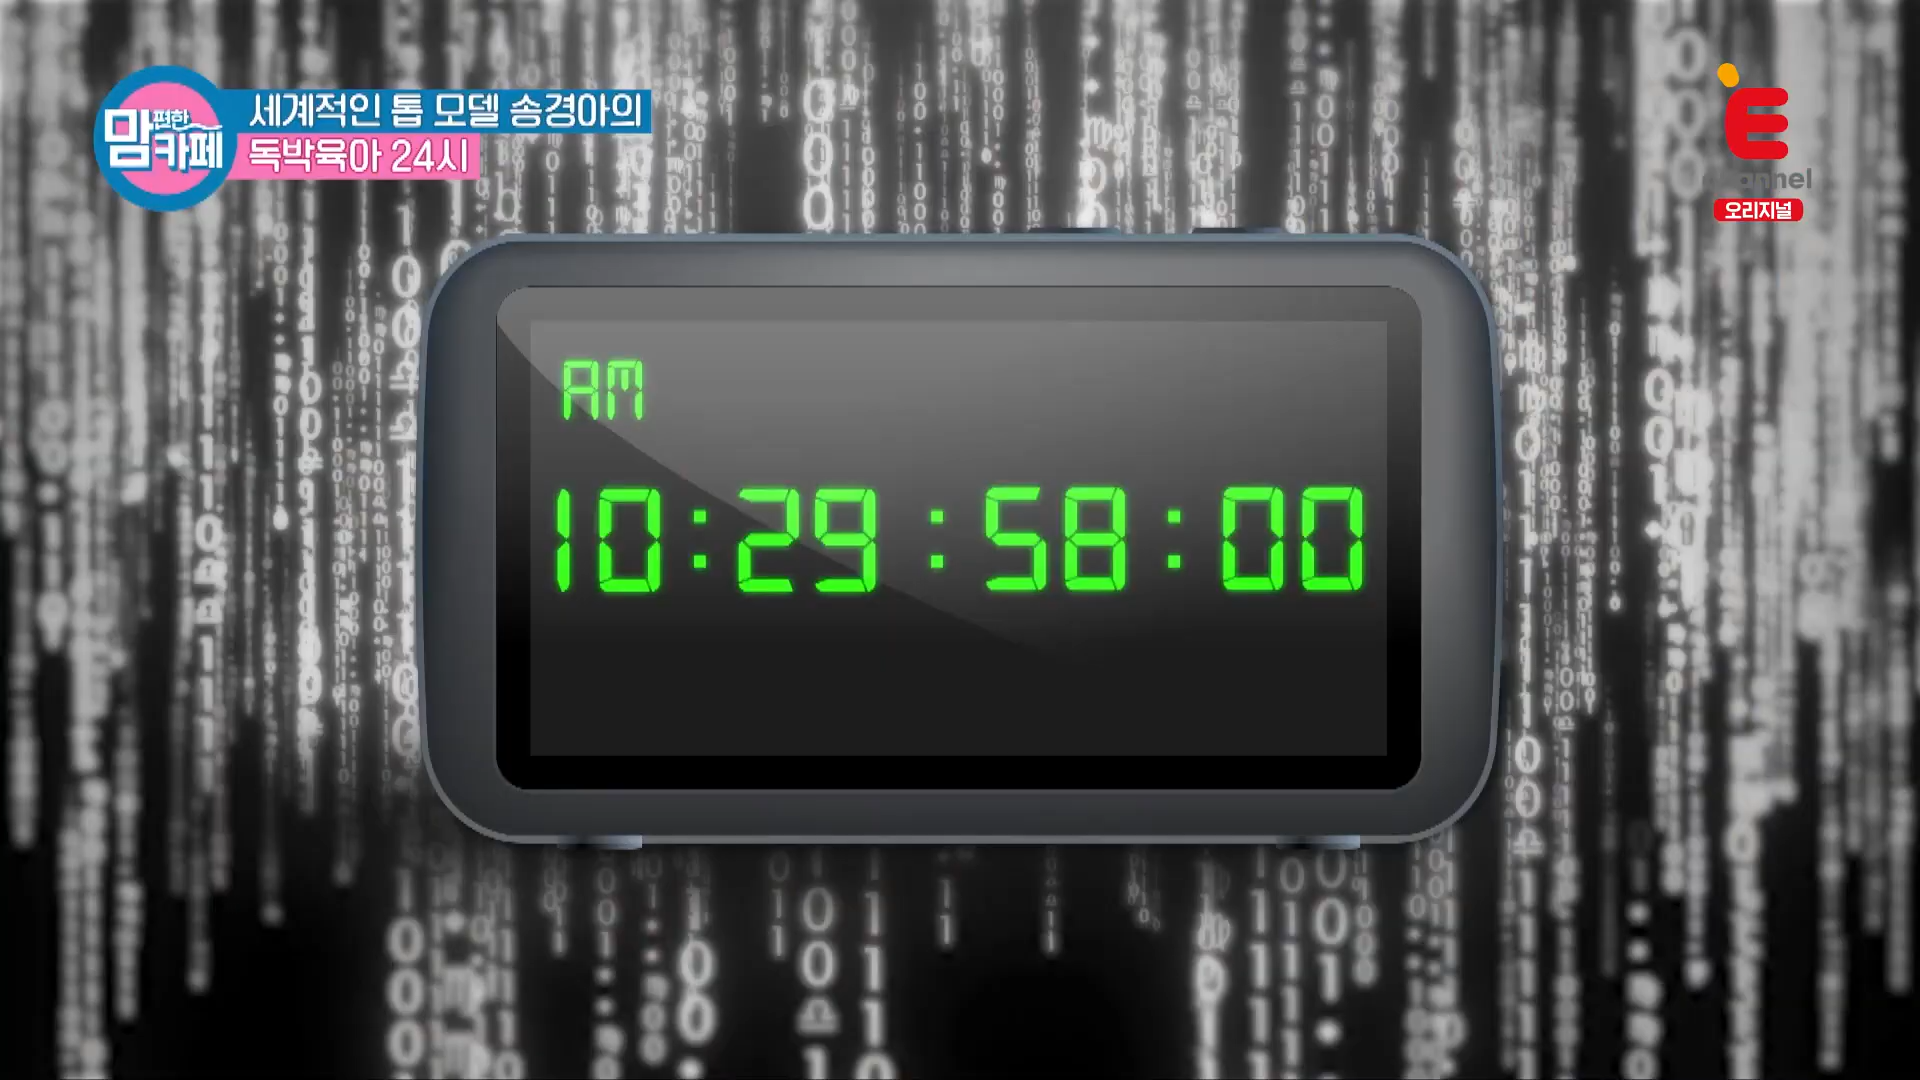 맘편한카페
세계적인 톱 모델 송경아의
독박육아 24시
E
channel
오리지널
AM
10:29:58:00